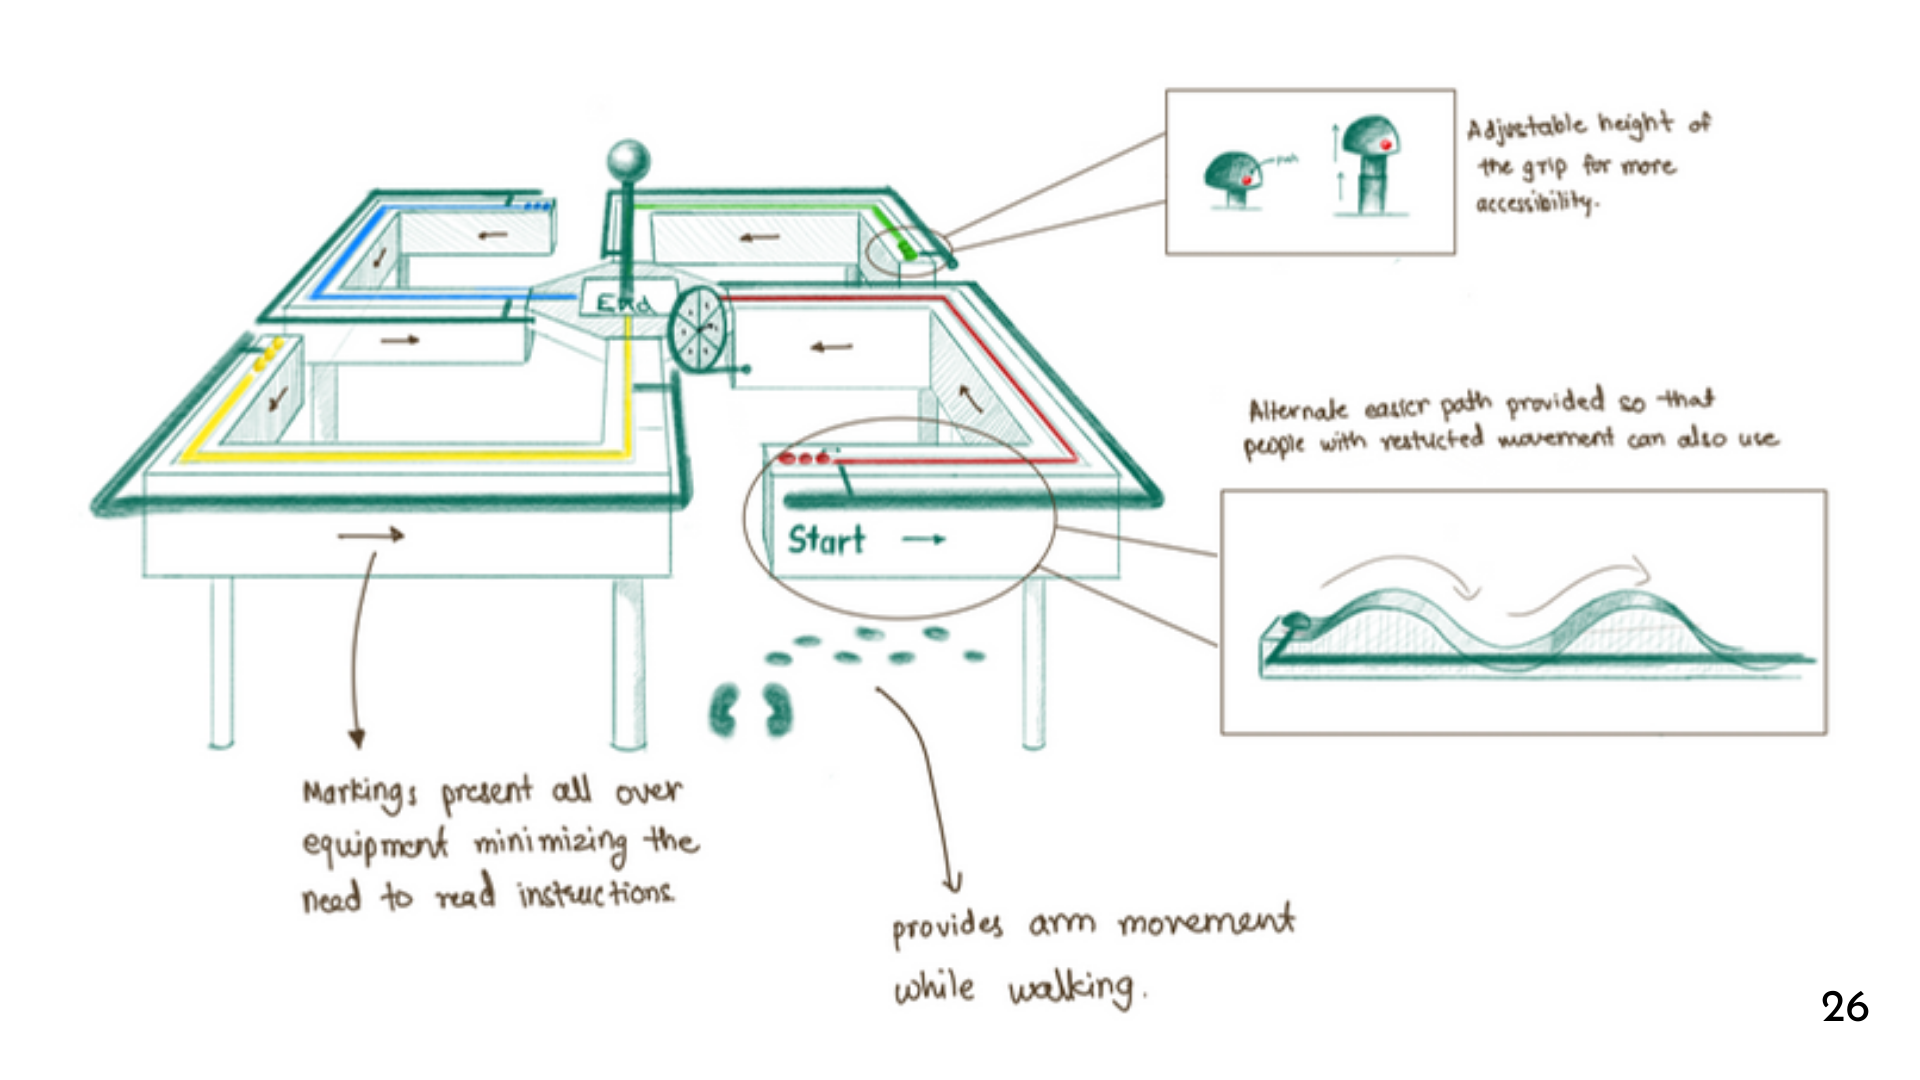 Adjustable height of
the grip for more
accessibility.
push
End
Alternate easier path provided so that
people with restricted movement can also use
Start
Markings present all over
equipment minimizing the
need to read instructions
provides arm movement
while walking.
26